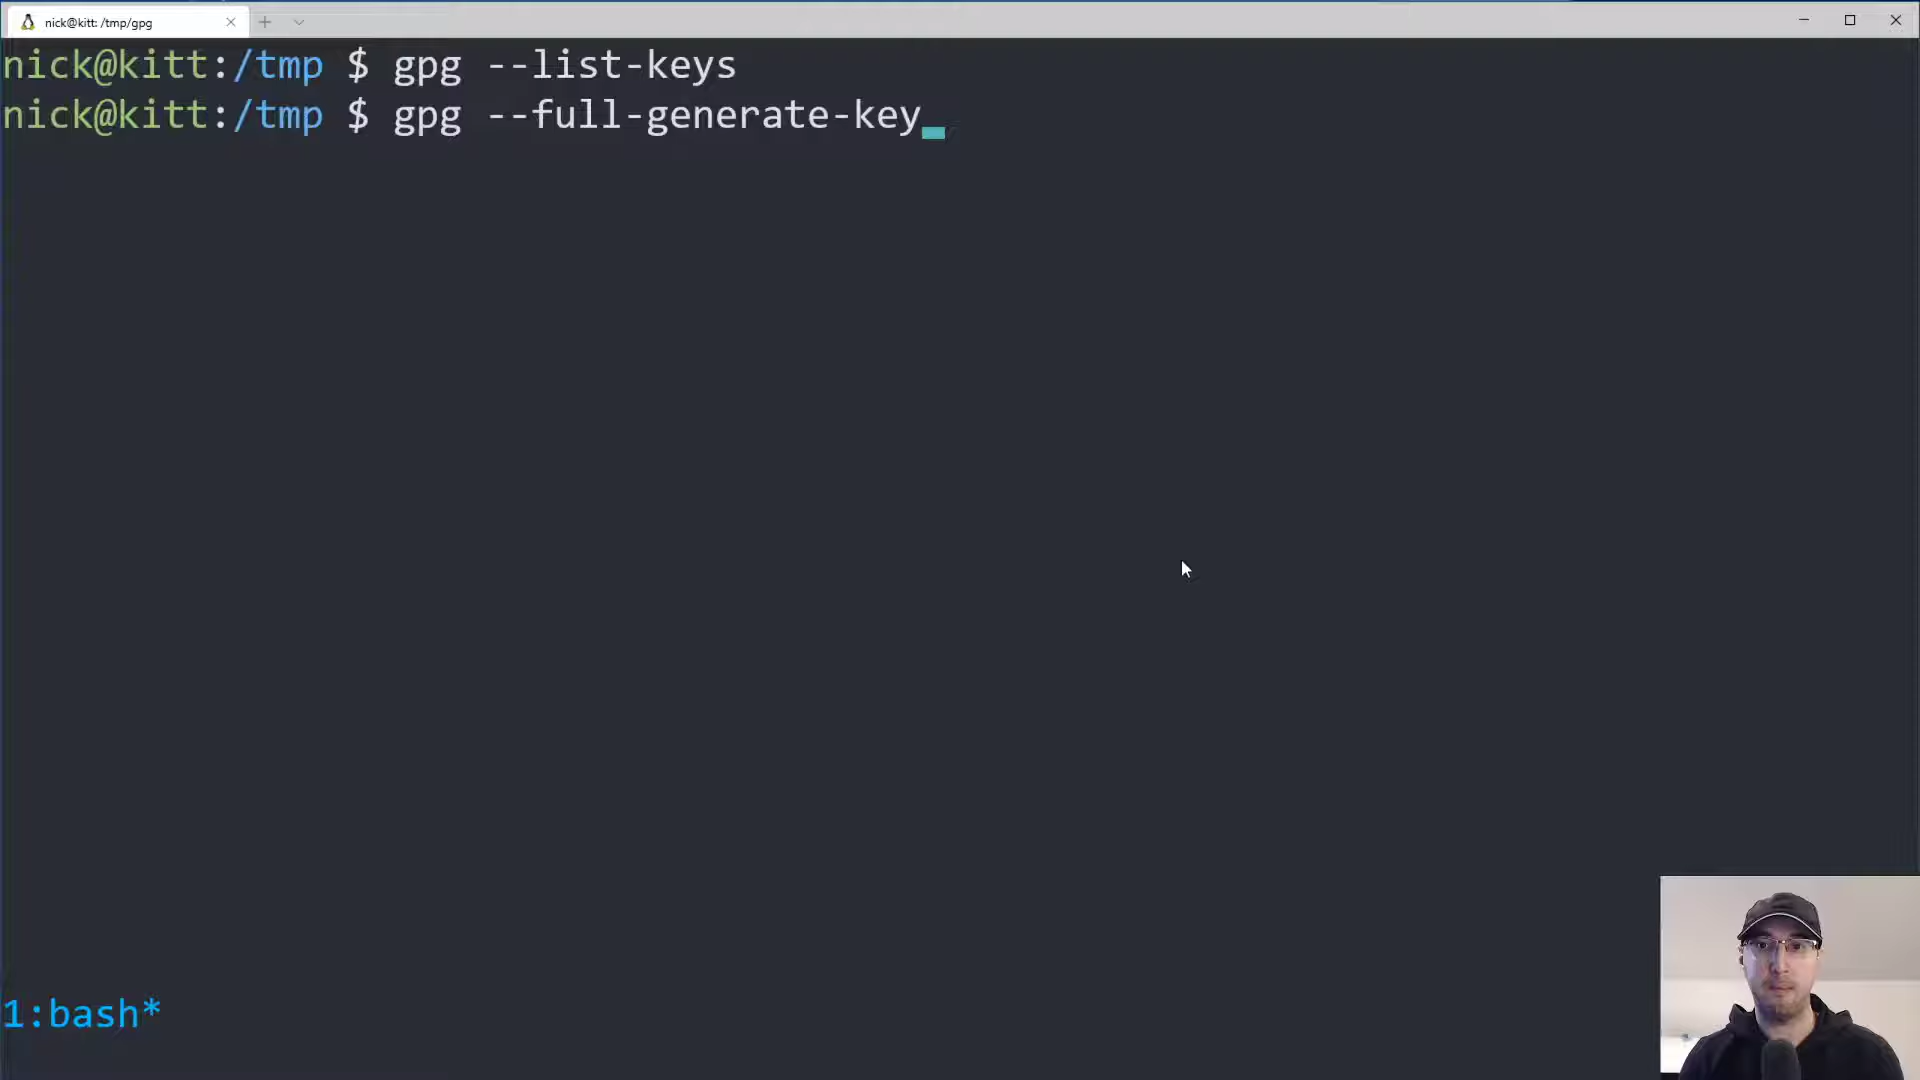 nick@kitt: /tmp/gpg
nick@kitt:/tmp $ gpg --list-keys
nick@kitt:/tmp $ gpg --full-generate-key
1:bash*